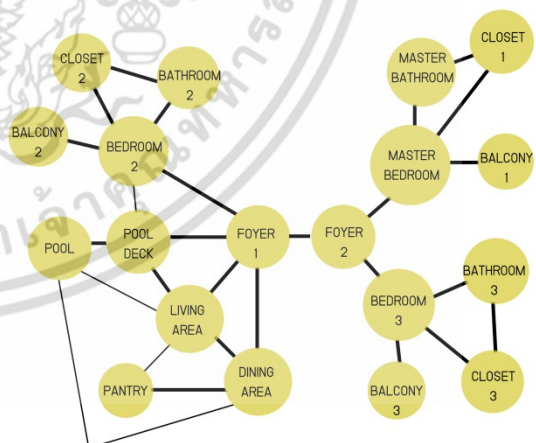 CLOSET
2
BATHROOM
2
BALCONY
2
BEDROOM
2
POOL
POOL
DECK
FOYER
1
FOYER
2
LIVING
AREA
PANTRY
DINING
AREA
MASTER
BATHROOM
CLOSET
1
MASTER
BEDROOM
BALCONY
1
BEDROOM
3
BATHROOM
3
BALCONY
3
CLOSET
3